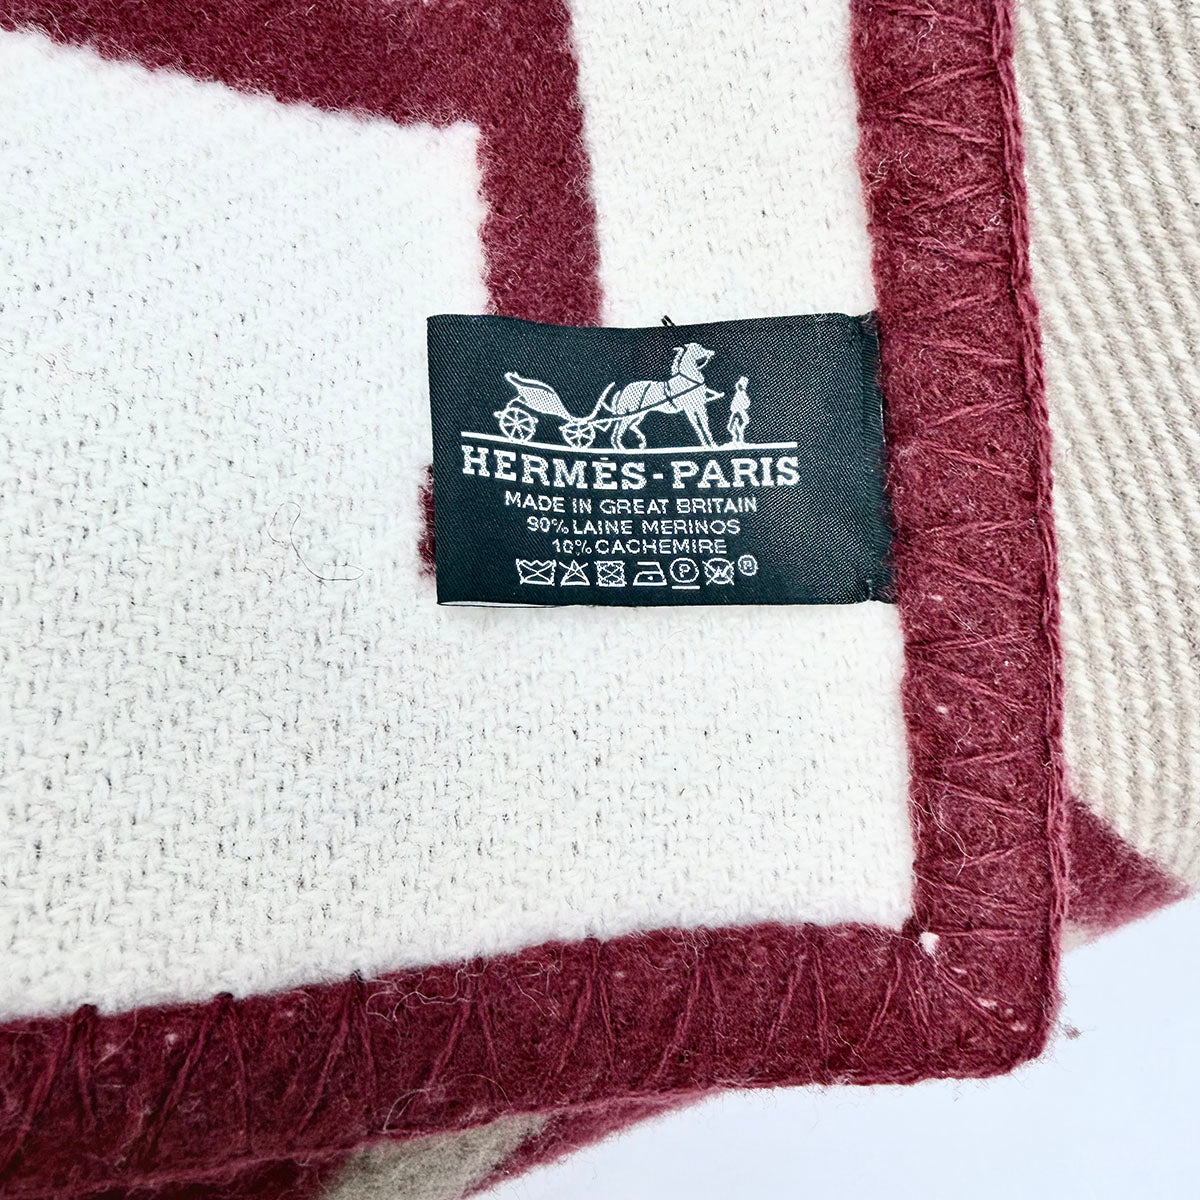 HERMÈS-PARIS
MADE IN GREAT BRITAIN
90% LAINE MERINOS
10% CACHEMIRE
P
®